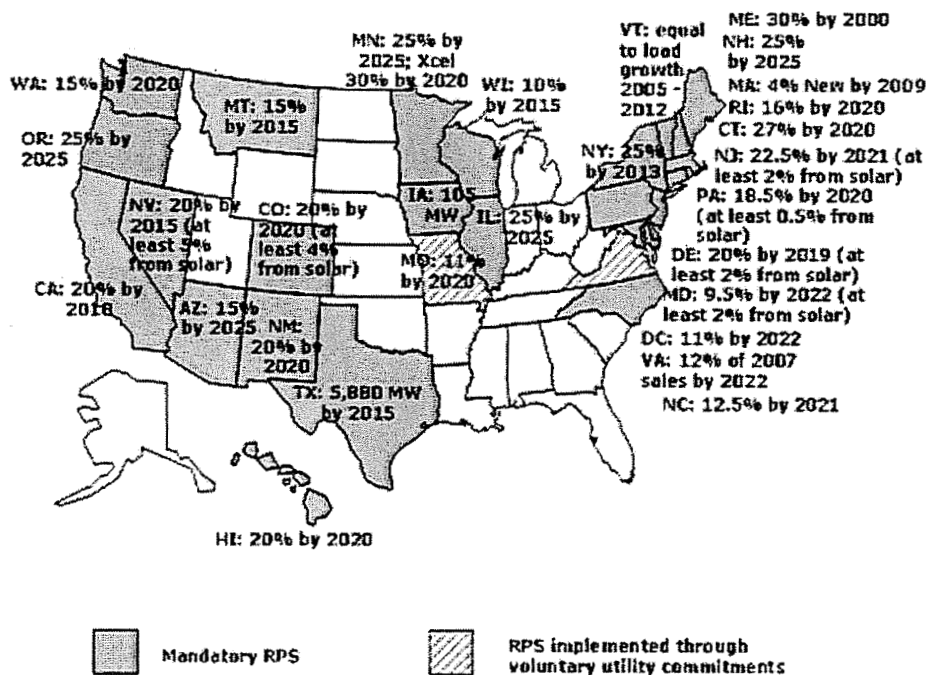 MN: 25% by
2025; Xcel
30% by 2020
VT: equal
to load
growth
2005 -
2012
ME: 30% by 2000
NH: 25%
by 2025
WA: 15% by 2020
WI: 10%
by 2015
MA: 4% New by 2009
MT: 15%
by 2015
RI: 16% by 2020
CT: 27% by 2020
OR: 25% by
2025
NY: 25%
by 2013
NJ: 22.5% by 2021 (at
least 2% from solar)
IA: 105
MW
PA: 18.5% by 2020
(at least 0.5% from
solar)
NV: 20% by
2015 (at
least 5%
from solar)
CO: 20% by
2020 (at
least 4%
from solar)
IL: 25% by
2025
MO: 11%
by 2020
DE: 20% by 2019 (at
least 2% from solar)
CA: 20% by
2010
MD: 9.5% by 2022 (at
least 2% from solar)
AZ: 15%
by 2025
NM:
20% by
2020
DC: 11% by 2022
VA: 12% of 2007
sales by 2022
TX: 5,880 MW
by 2015
NC: 12.5% by 2021
HI: 20% by 2020
Mandatory RPS
RPS implemented through
voluntary utility commitments